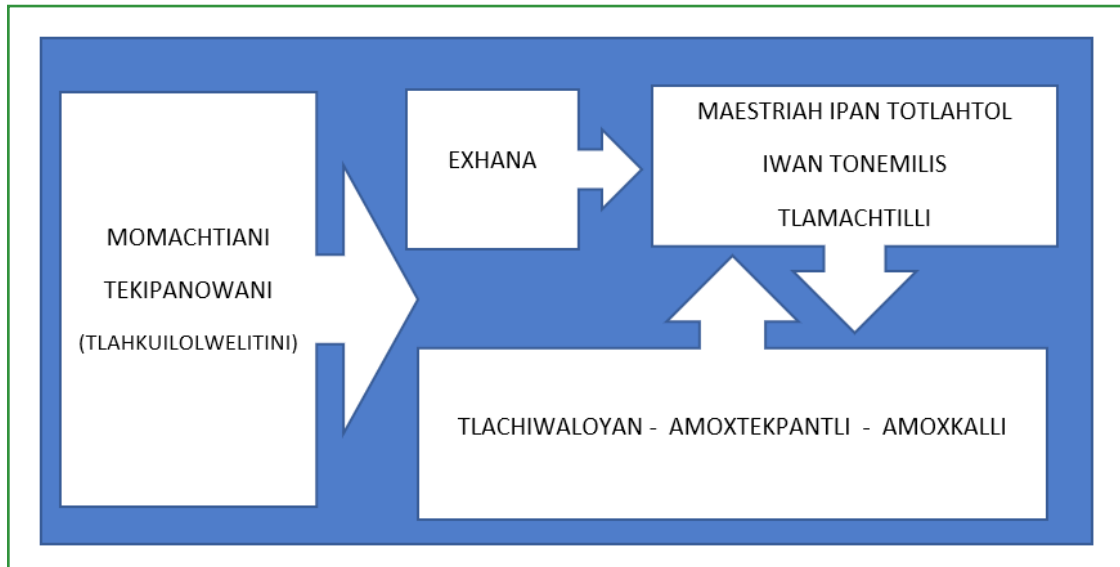 MOMACHTIANI
TEKIPANOWANI
(TLAHKUILOLWELITINI)
EXHANA
MAESTRIAH IPAN TOTLAHTOL
IWAN TONEMILIS
TLAMACHTILLI
TLACHIWALOYAN - AMOXTEKPANTLI - AMOXKALLI